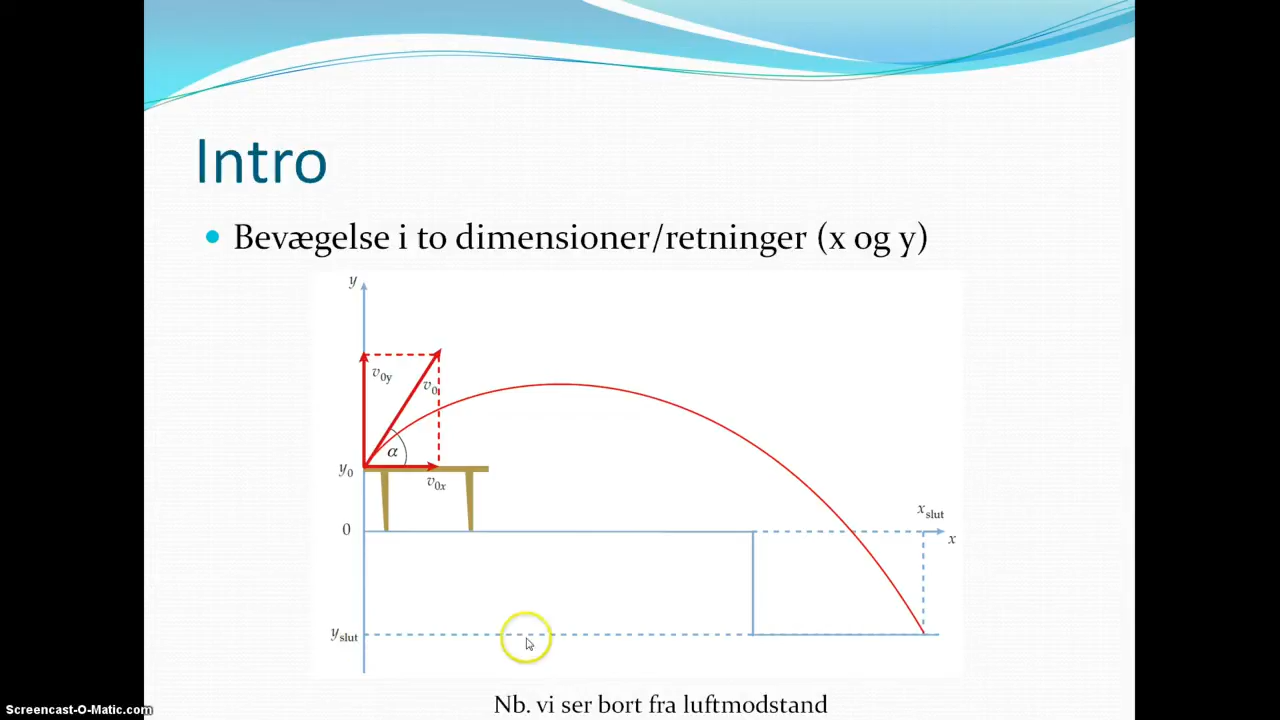 Intro
Bevægelse i to dimensioner/retninger (x og y)
y
v0y
v0
α
y0
v0x
xslut
0
x
yslut
Nb. vi ser bort fra luftmodstand
Screencast-O-Matic.com